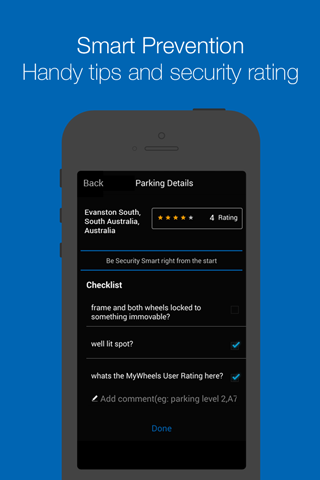 Smart Prevention
Handy tips and security rating
Back
Parking Details
Evanston South,
South Australia,
Australia
4 Rating
Be Security Smart right from the start
Checklist
frame and both wheels locked to
something immovable?
well lit spot?
whats the MyWheels User Rating here?
Add comment(eg: parking level 2,A7
Done